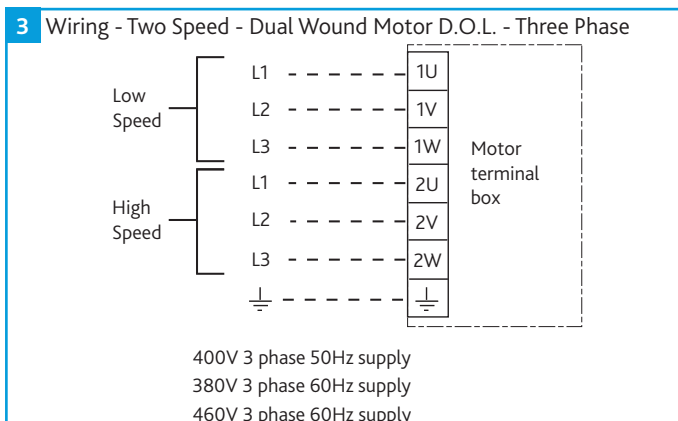 3 Wiring - Two Speed - Dual Wound Motor D.O.L. - Three Phase
Low
Speed
L1 1U
L2 1V
L3 1W
High
Speed
L1 2U
L2 2V
L3 2W
Motor
terminal
box
400V 3 phase 50Hz supply
380V 3 phase 60Hz supply
460V 3 phase 60Hz supply